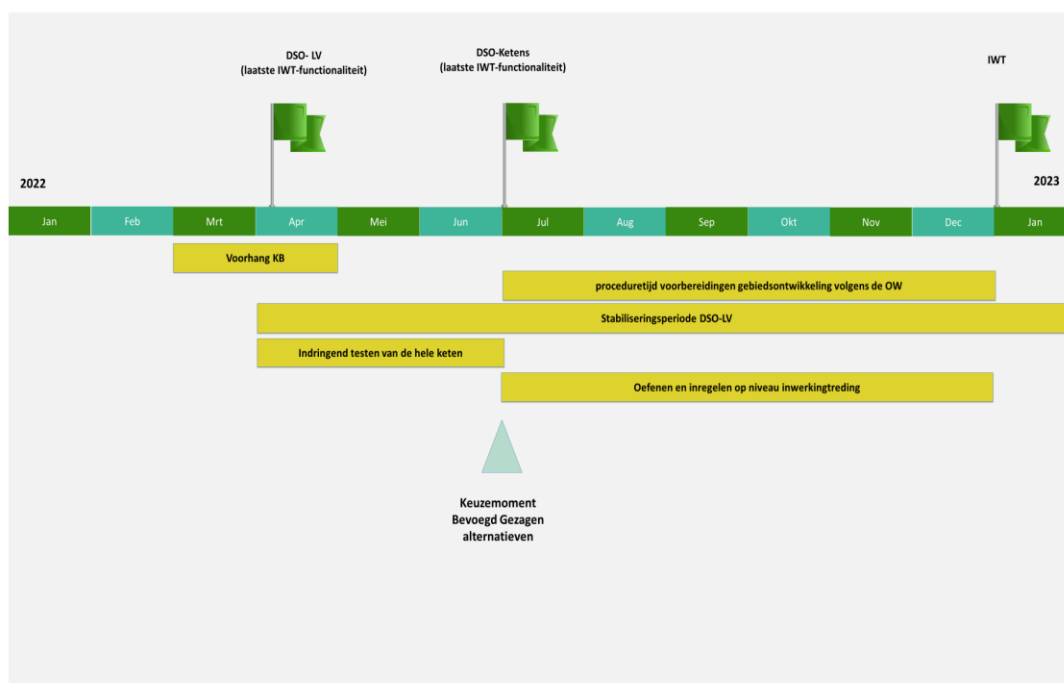 DSO- LV
(laatste IWT-functionaliteit)
DSO-Ketens
(laatste IWT-functionaliteit)
IWT
2022
2023
Jan
Feb
Mrt
Apr
Mei
Jun
Jul
Aug
Sep
Okt
Nov
Dec
Jan
Voorhang KB
proceduretijd voorbereidingen gebiedsontwikkeling volgens de OW
Stabiliseringsperiode DSO-LV
Indringend testen van de hele keten
Oefenen en inregelen op niveau inwerkingtreding
Keuzemoment
Bevoegd Gezagen
alternatieven